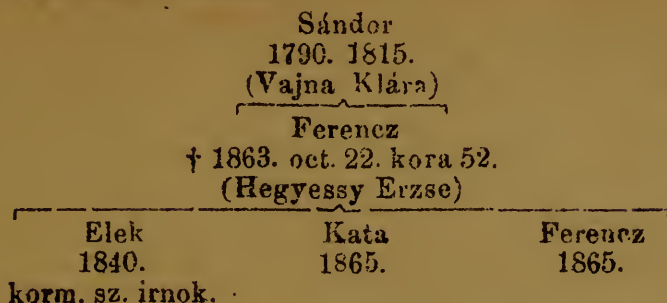 Sándor
1790. 1815.
(Vajna Klára)
Ferencz
† 1863. oct. 22. kora 52.
(Hegyessy Erzse)
Elek Kata Ferencz
1840. 1865. 1865.
korm. sz. irnok.